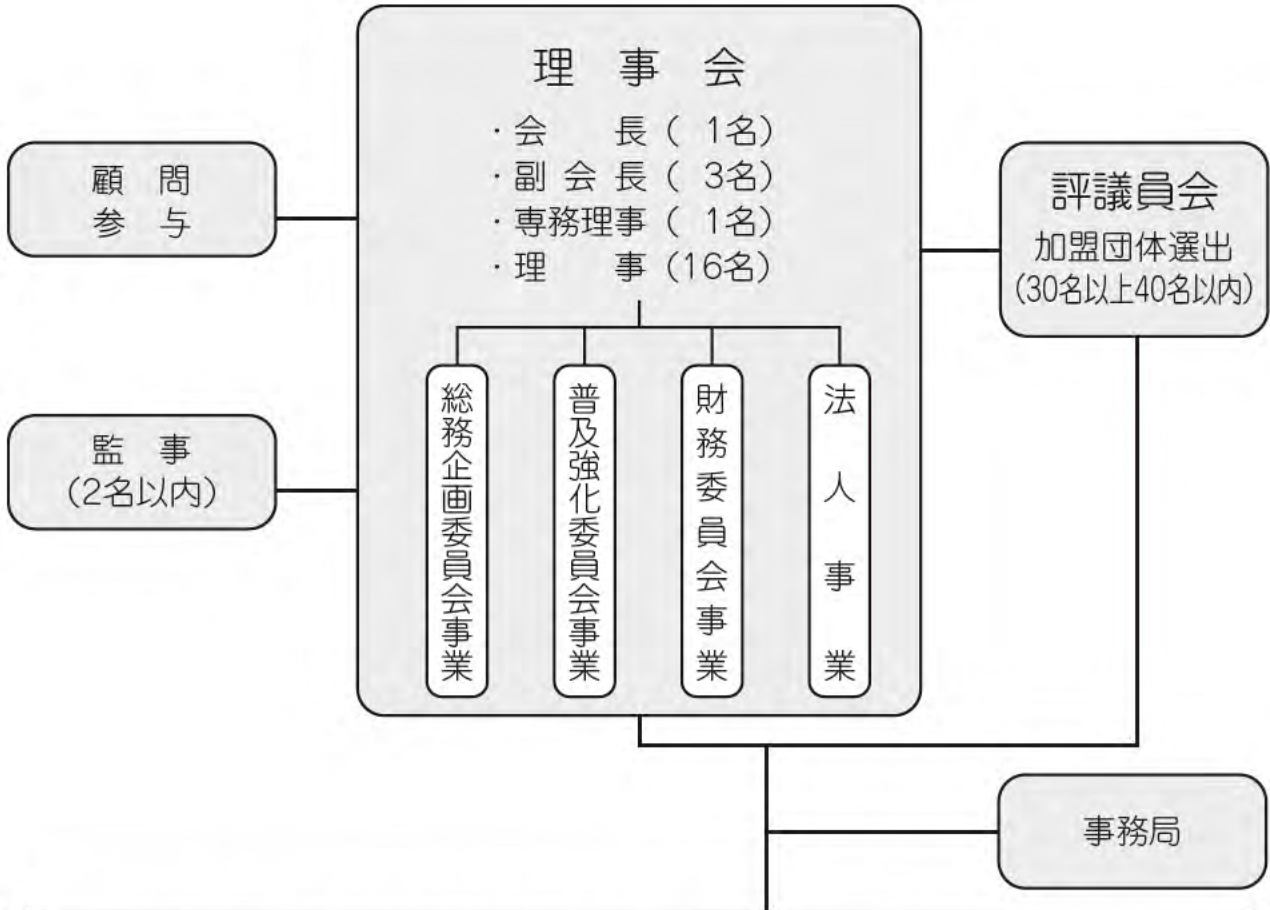 理 事 会
・会 長 ( 1名)
・副 会 長 ( 3名)
・専務理事 ( 1名)
・理 事 (16名)
顧 問
参 与
評議員会
加盟団体選出
(30名以上40名以内)
監 事
(2名以内)
総務企画委員会事業
普及強化委員会事業
財務委員会事業
法人事業
事務局